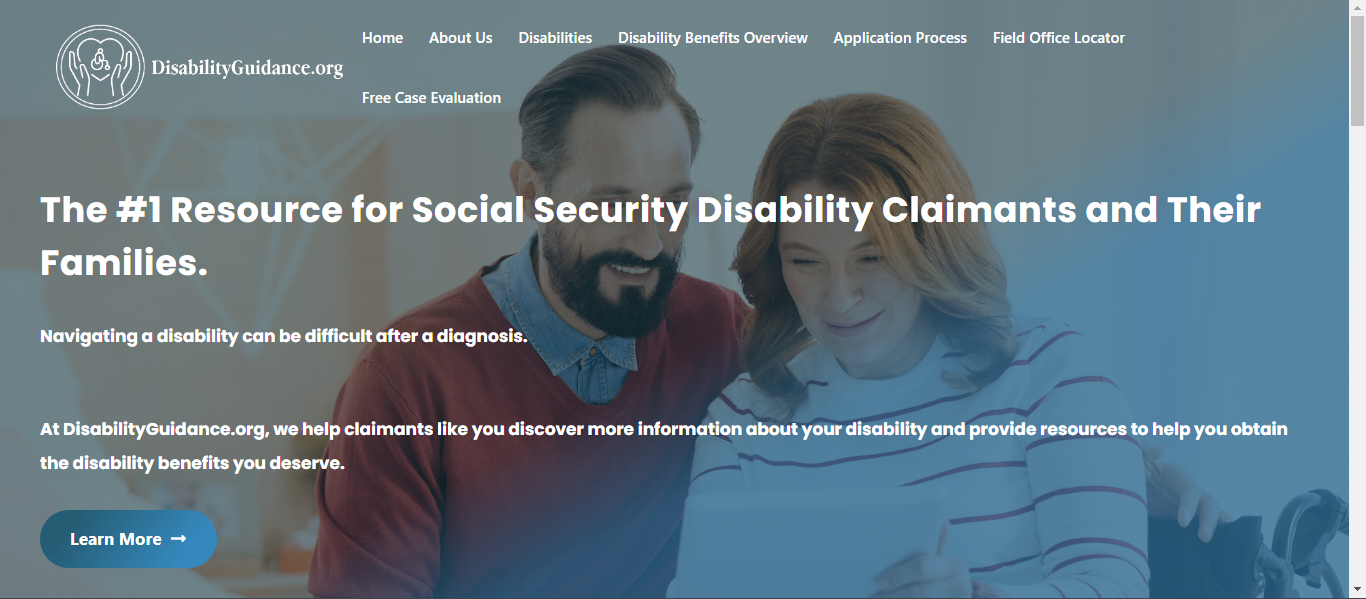 DisabilityGuidance.org
Home About Us Disabilities Disability Benefits Overview Application Process Field Office Locator
Free Case Evaluation
The #1 Resource for Social Security Disability Claimants and Their
Families.
Navigating a disability can be difficult after a diagnosis.
At DisabilityGuidance.org, we help claimants like you discover more information about your disability and provide resources to help you obtain
the disability benefits you deserve.
Learn More →